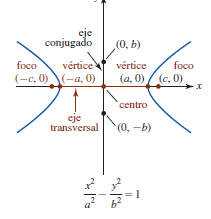 eje
conjugado
(0, b)
foco
vértice
vértice
foco
(−c, 0)
(−a, 0)
(a, 0)
(c, 0)
x
centro
eje
transversal
(0, −b)
x²/a² − y²/b² = 1